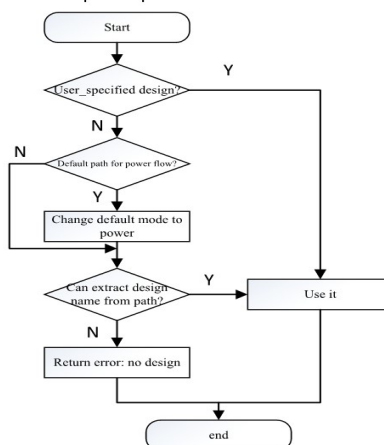 Start
User_specified design?
Y
N
Default path for power flow?
N
Y
Change default mode to
power
Can extract design
name from path?
Y
Use it
N
Return error: no design
end